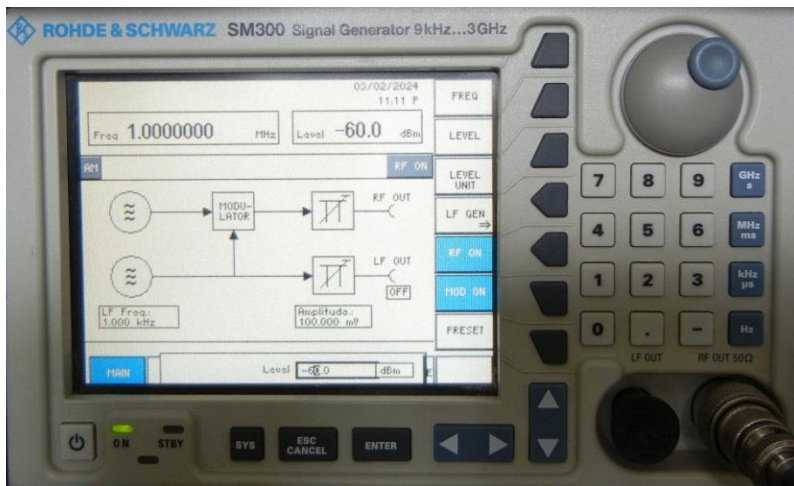 ROHDE & SCHWARZ SM300 Signal Generator 9kHz...3GHz
03/02/2024
11:11 P
Freq 1.0000000 MHz
Level -60.0 dBm
AM
RF ON
MODU-
LATOR
RF OUT
LF OUT
OFF
LF Freq.:
1.000 kHz
Amplitude.:
100.000 mV
MAIN
Level -60.0 dBm
FREQ
LEVEL
LEVEL
UNIT
LF GEN
RF ON
MOD ON
PRESET
7 8 9 GHz
s
4 5 6 MHz
ms
1 2 3 kHz
µs
0 . - Hz
LF OUT RF OUT 50Ω
ON STBY
SYS
ESC
CANCEL
ENTER